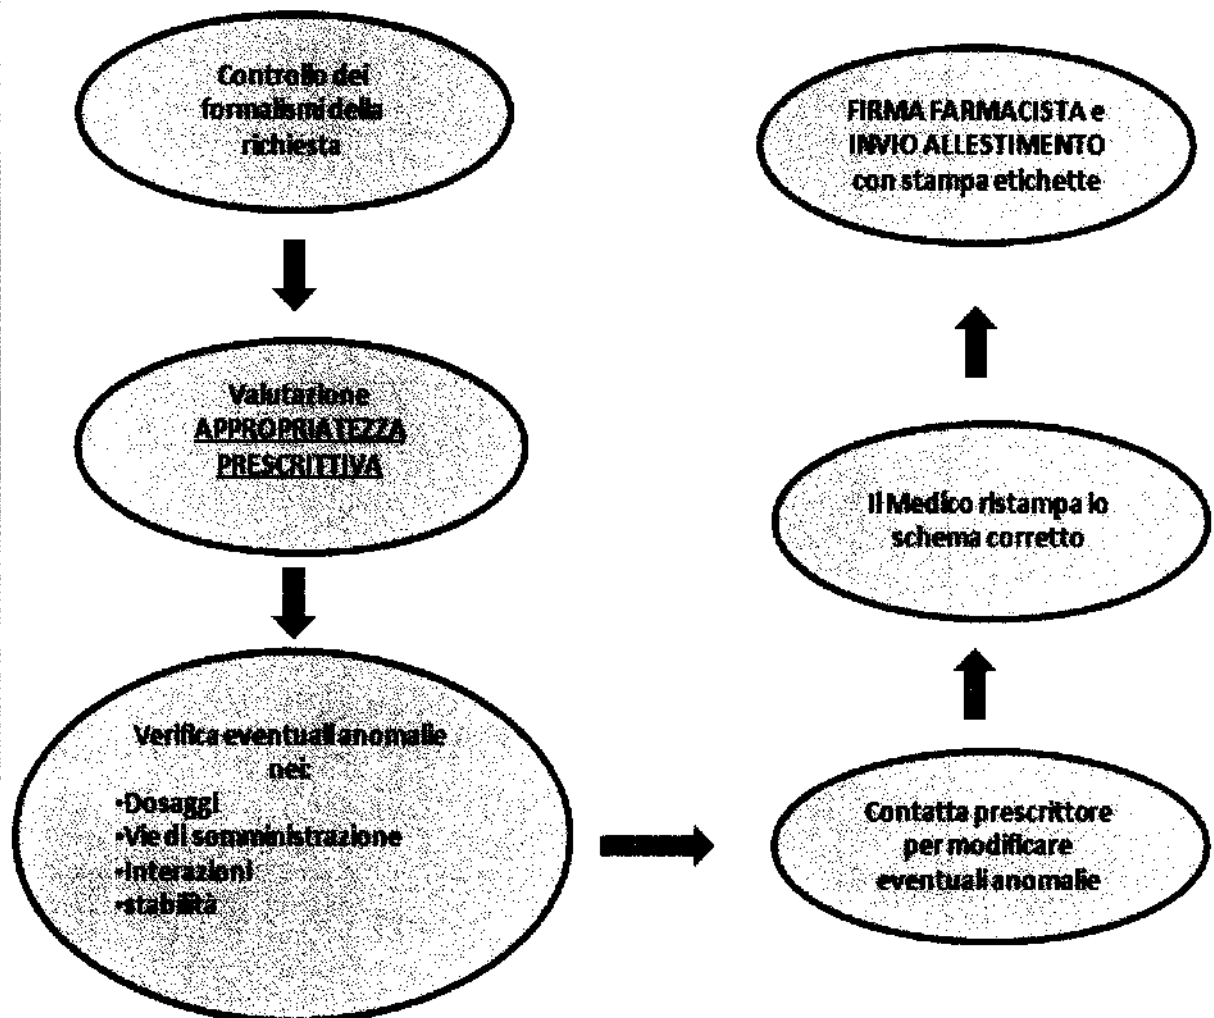 Controllo dei
formalismi della
richiesta
Valutazione
APPROPRIATEZZA
PRESCRITTIVA
Verifica eventuali anomalie
nei:
•Dosaggi
•Vie di somministrazione
•Interazioni
•stabilità
Contatta prescrittore
per modificare
eventuali anomalie
Il Medico ristampa lo
schema corretto
FIRMA FARMACISTA e
INVIO ALLESTIMENTO
con stampa etichette